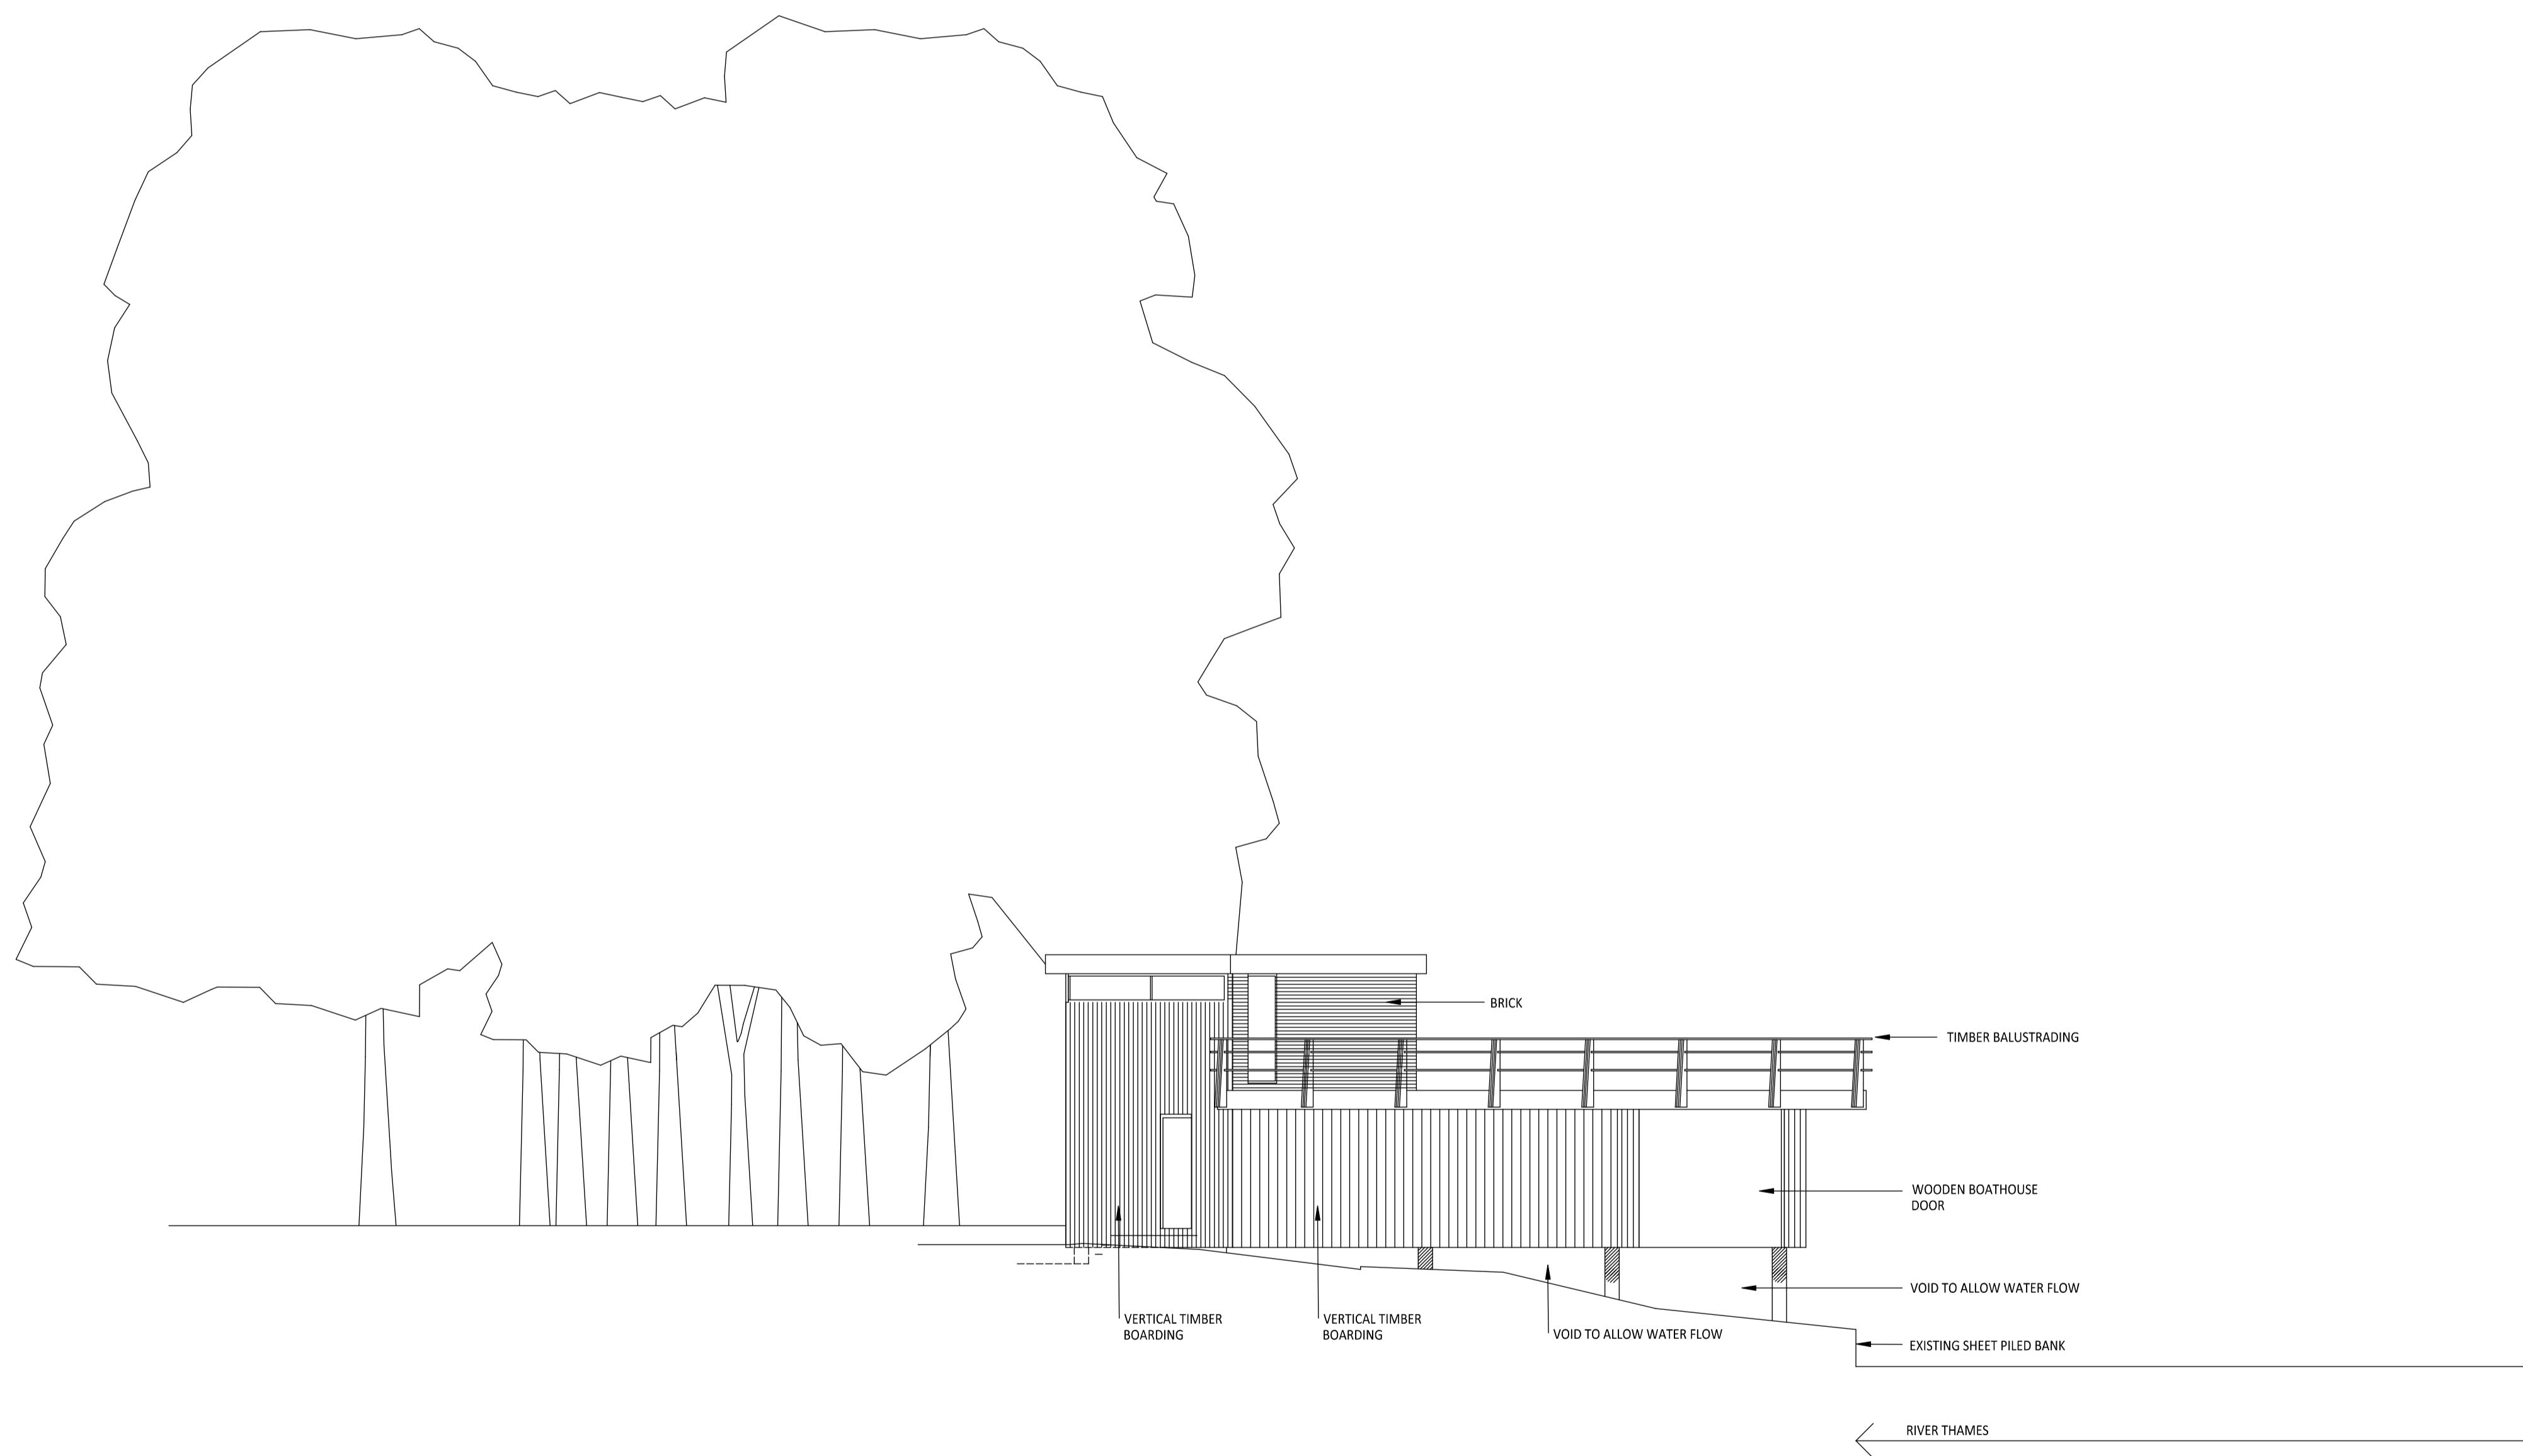 BRICK
TIMBER BALUSTRADING
WOODEN BOATHOUSE
DOOR
VOID TO ALLOW WATER FLOW
VERTICAL TIMBER
BOARDING
VERTICAL TIMBER
BOARDING
VOID TO ALLOW WATER FLOW
EXISTING SHEET PILED BANK
RIVER THAMES